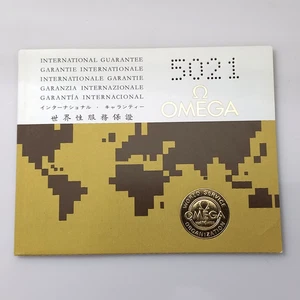 INTERNATIONAL GUARANTEE
GARANTIE INTERNATIONALE
INTERNATIONALE GARANTIE
GARANZIA INTERNAZIONALE
GARANTÍA INTERNACIONAL
インターナショナル・ギャランティー
世界性服務保證
5021
Ω
OMEGA
WORLD SERVICE
Ω
OMEGA
ORGANIZATION